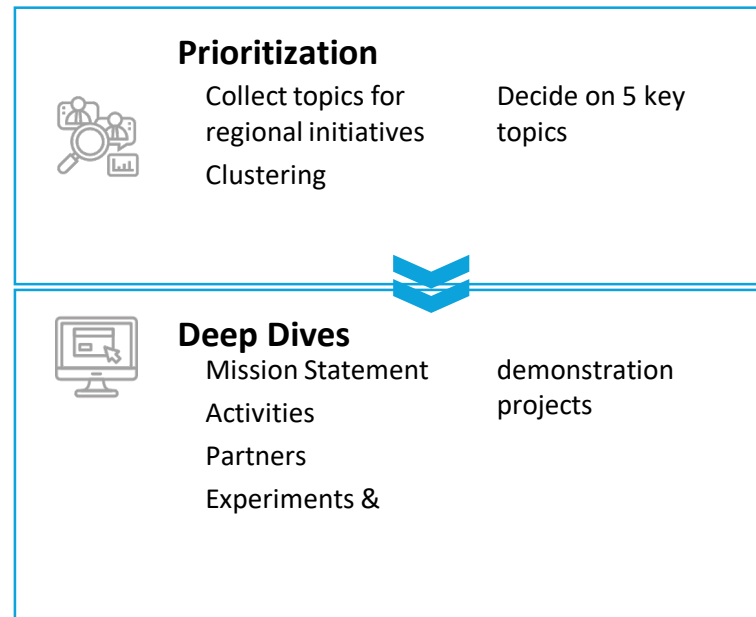 Prioritization
Collect topics for
regional initiatives
Clustering
Decide on 5 key
topics
Deep Dives
Mission Statement
Activities
Partners
Experiments &
demonstration
projects